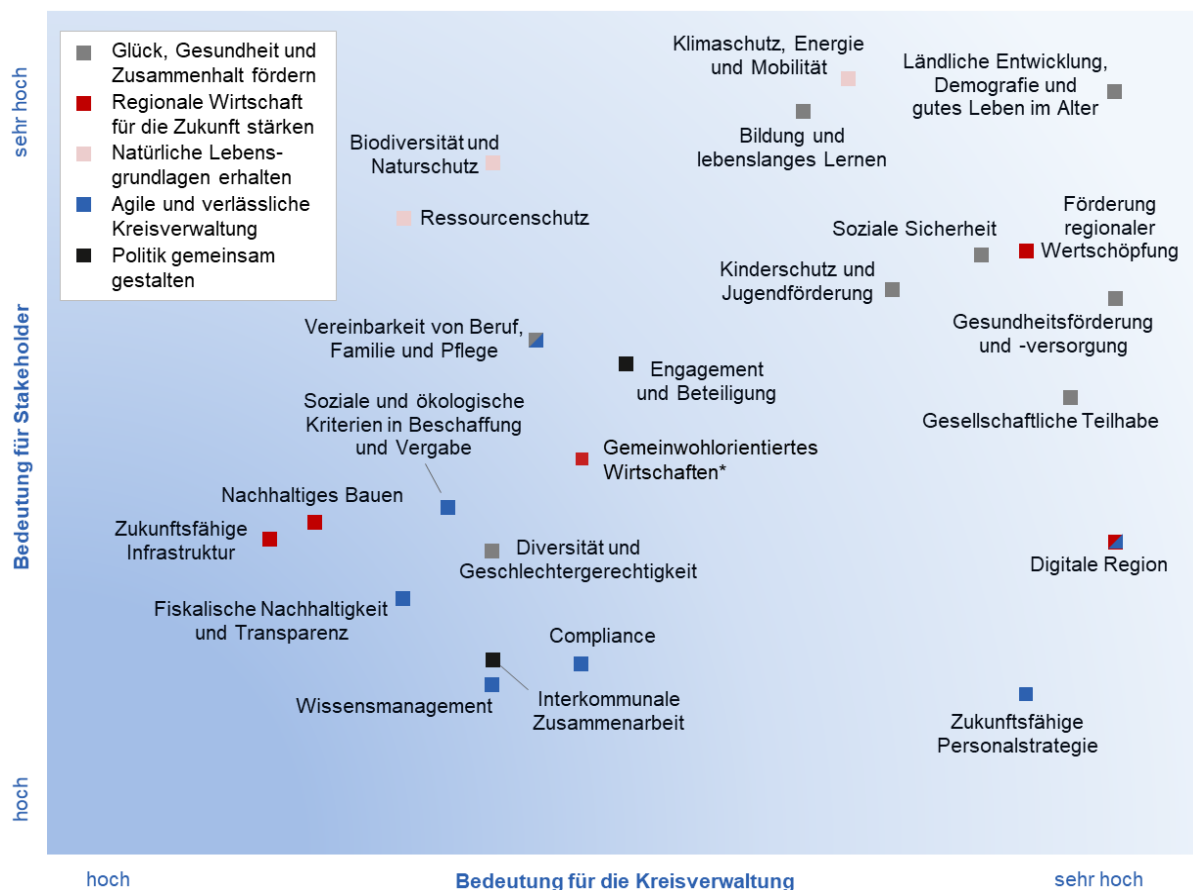 Glück, Gesundheit und
Zusammenhalt fördern
Regionale Wirtschaft
für die Zukunft stärken
Natürliche Lebens-
grundlagen erhalten
Agile und verlässliche
Kreisverwaltung
Politik gemeinsam
gestalten
sehr hoch
Bedeutung für Stakeholder
hoch
Klimaschutz, Energie
und Mobilität
Ländliche Entwicklung,
Demografie und
gutes Leben im Alter
Bildung und
lebenslanges Lernen
Biodiversität und
Naturschutz
Ressourcenschutz
Soziale Sicherheit
Förderung
regionaler
Wertschöpfung
Kinderschutz und
Jugendförderung
Gesundheitsförderung
und -versorgung
Vereinbarkeit von Beruf,
Familie und Pflege
Engagement
und Beteiligung
Gesellschaftliche Teilhabe
Soziale und ökologische
Kriterien in Beschaffung
und Vergabe
Gemeinwohlorientiertes
Wirtschaften*
Nachhaltiges Bauen
Zukunftsfähige
Infrastruktur
Diversität und
Geschlechtergerechtigkeit
Digitale Region
Fiskalische Nachhaltigkeit
und Transparenz
Compliance
Wissensmanagement
Interkommunale
Zusammenarbeit
Zukunftsfähige
Personalstrategie
hoch
Bedeutung für die Kreisverwaltung
sehr hoch